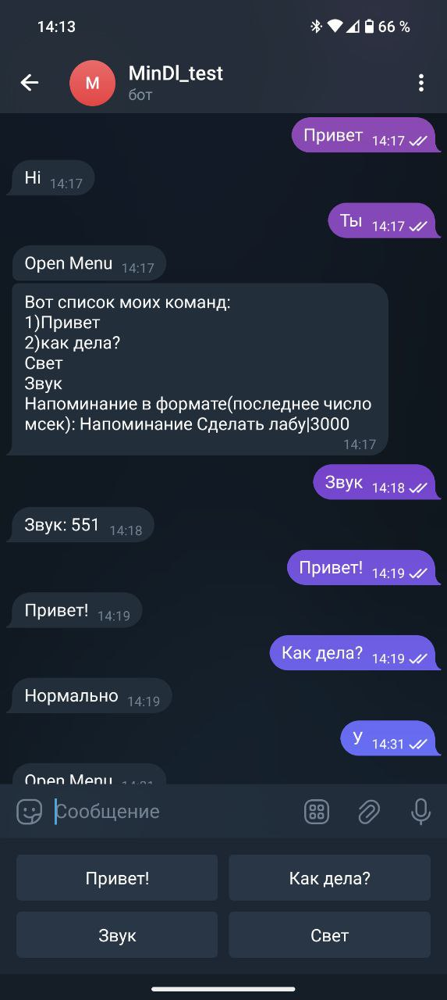 14:13
66 %
M
MinDl_test
бот
Привет 14:17
Hi 14:17
Ты 14:17
Open Menu 14:17
Вот список моих команд:
1)Привет
2)как дела?
Свет
Звук
Напоминание в формате(последнее число
мсек): Напоминание Сделать лабу|3000
14:17
Звук 14:18
Звук: 551 14:18
Привет! 14:19
Привет! 14:19
Как дела? 14:19
Нормально 14:19
У 14:31
Open Menu 14:31
Сообщение
Привет! Как дела?
Звук Свет